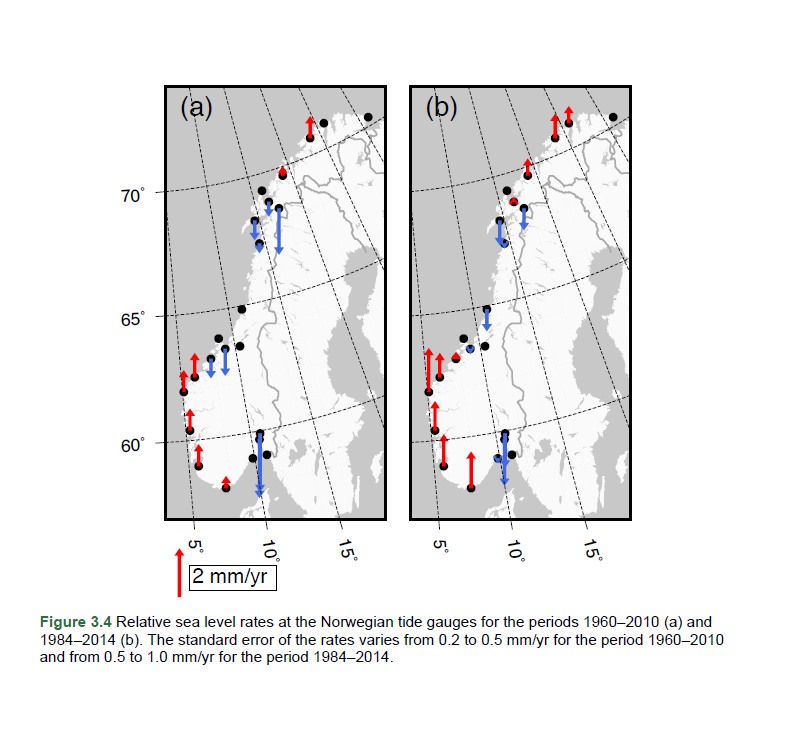 (a)
(b)
70°
65°
60°
5°
10°
15°
5°
10°
15°
2 mm/yr
Figure 3.4 Relative sea level rates at the Norwegian tide gauges for the periods 1960–2010 (a) and
1984–2014 (b). The standard error of the rates varies from 0.2 to 0.5 mm/yr for the period 1960–2010
and from 0.5 to 1.0 mm/yr for the period 1984–2014.